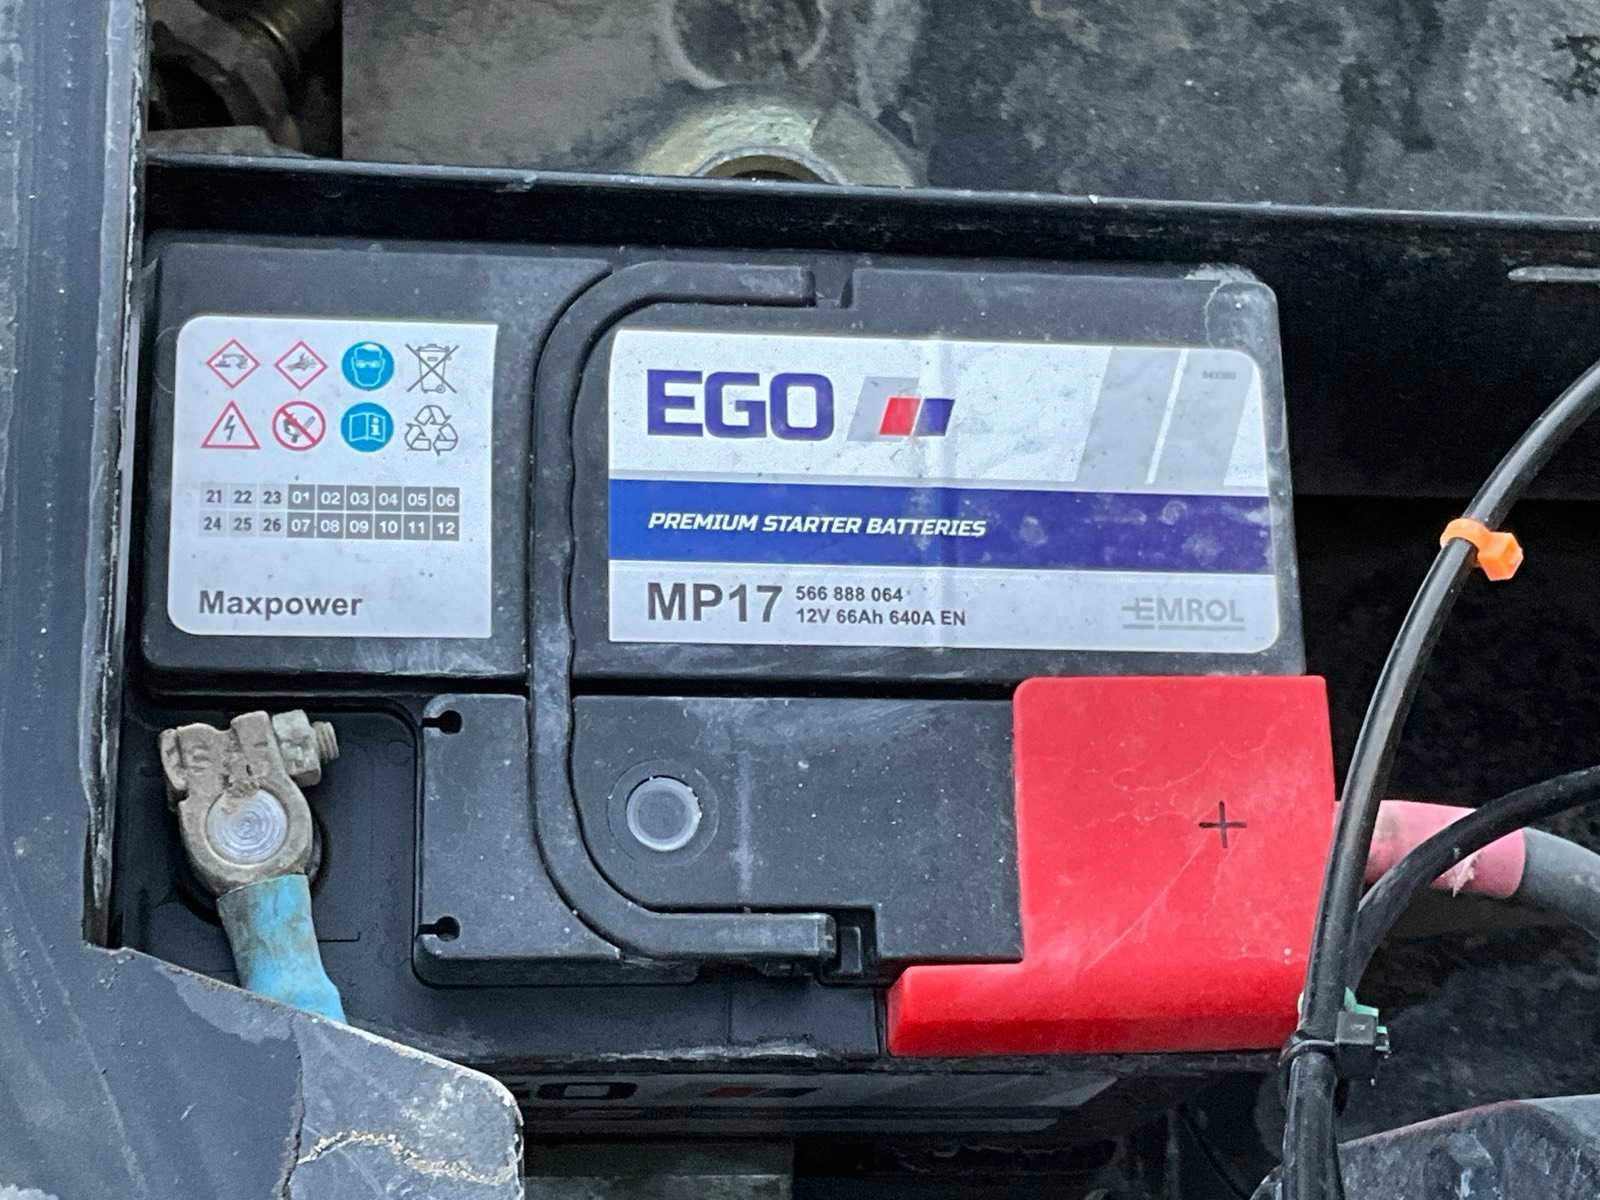 21 22 23 01 02 03 04 05 06
24 25 26 07 08 09 10 11 12
Maxpower
EGO
PREMIUM STARTER BATTERIES
MP17
566 888 064
12V 66Ah 640A EN
EMROL
+